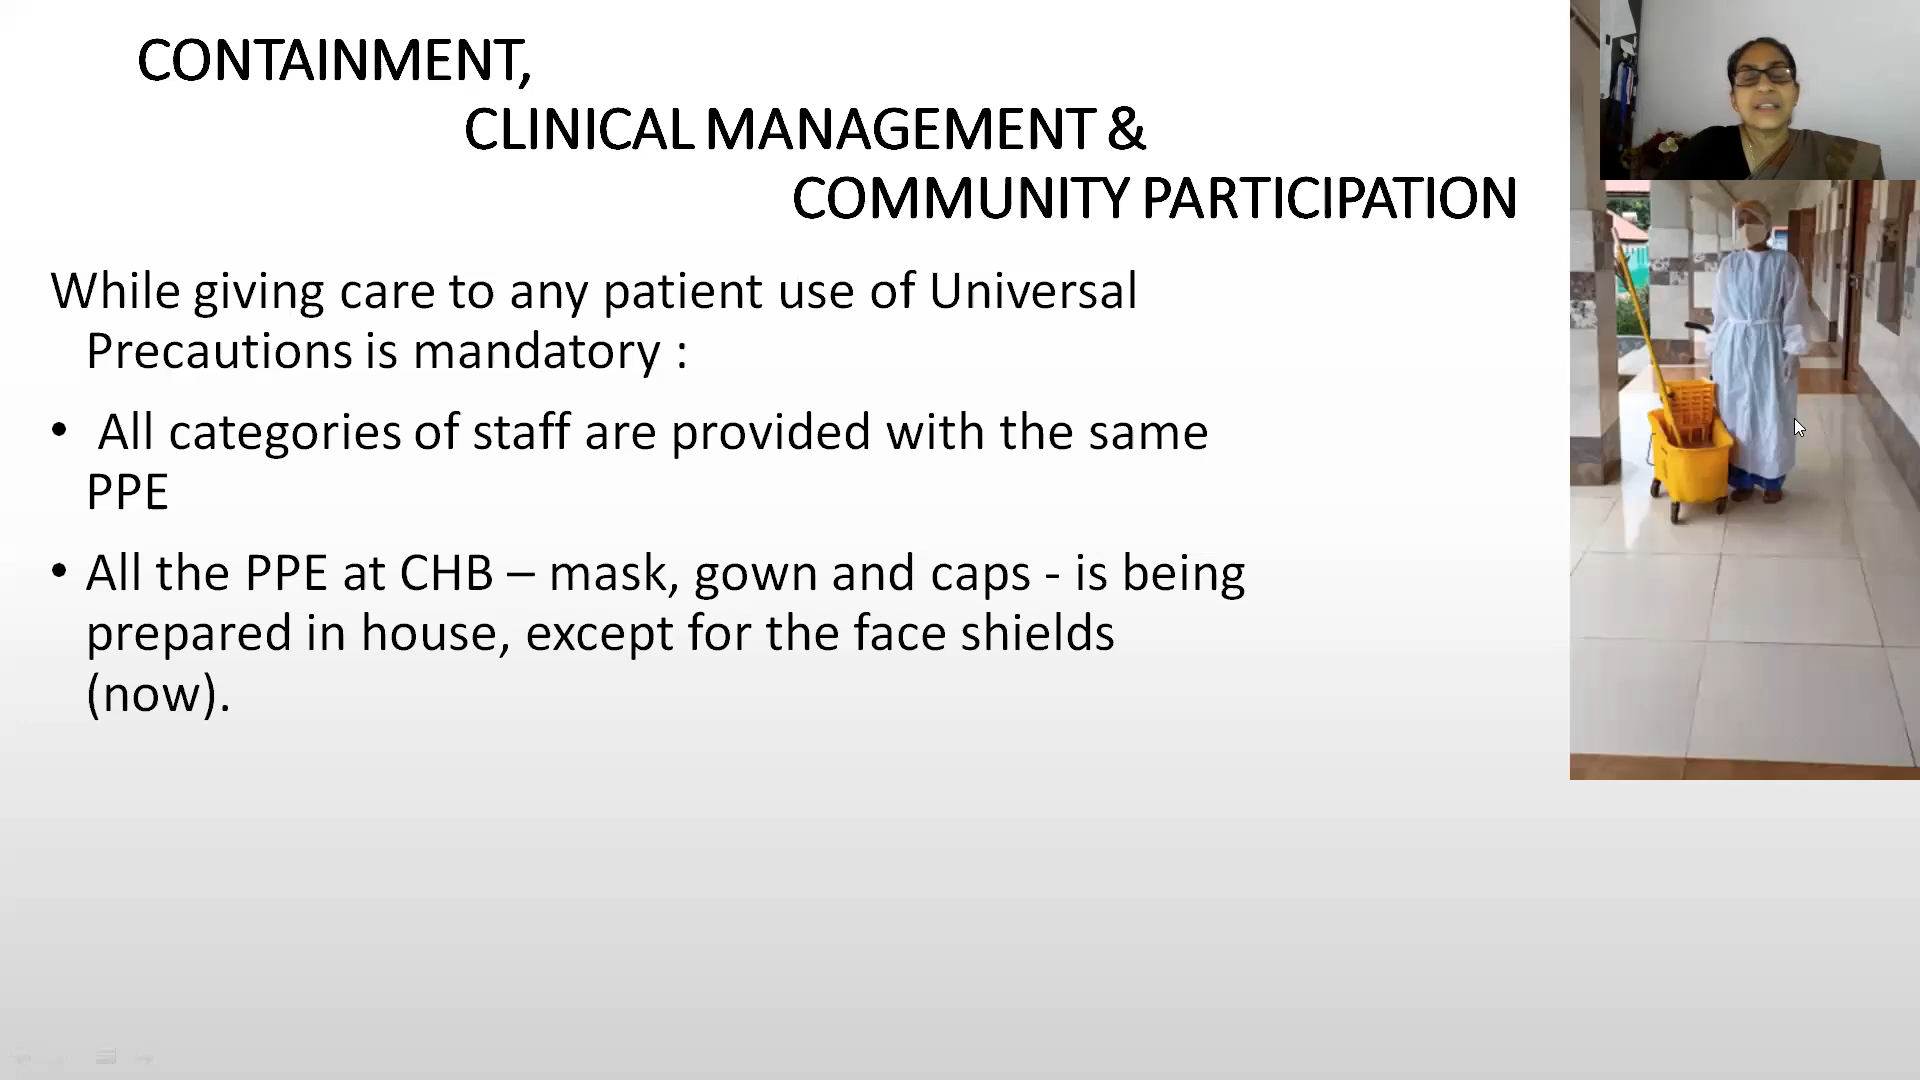 CONTAINMENT,
CLINICAL MANAGEMENT &
COMMUNITY PARTICIPATION
While giving care to any patient use of Universal
Precautions is mandatory :
• All categories of staff are provided with the same
PPE
• All the PPE at CHB – mask, gown and caps - is being
prepared in house, except for the face shields
(now).